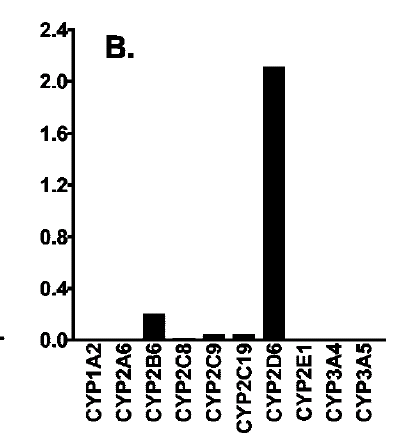 B.
2.4
2.0
1.6
1.2
0.8
0.4
0.0
CYP1A2
CYP2A6
CYP2B6
CYP2C8
CYP2C9
CYP2C19
CYP2D6
CYP2E1
CYP3A4
CYP3A5